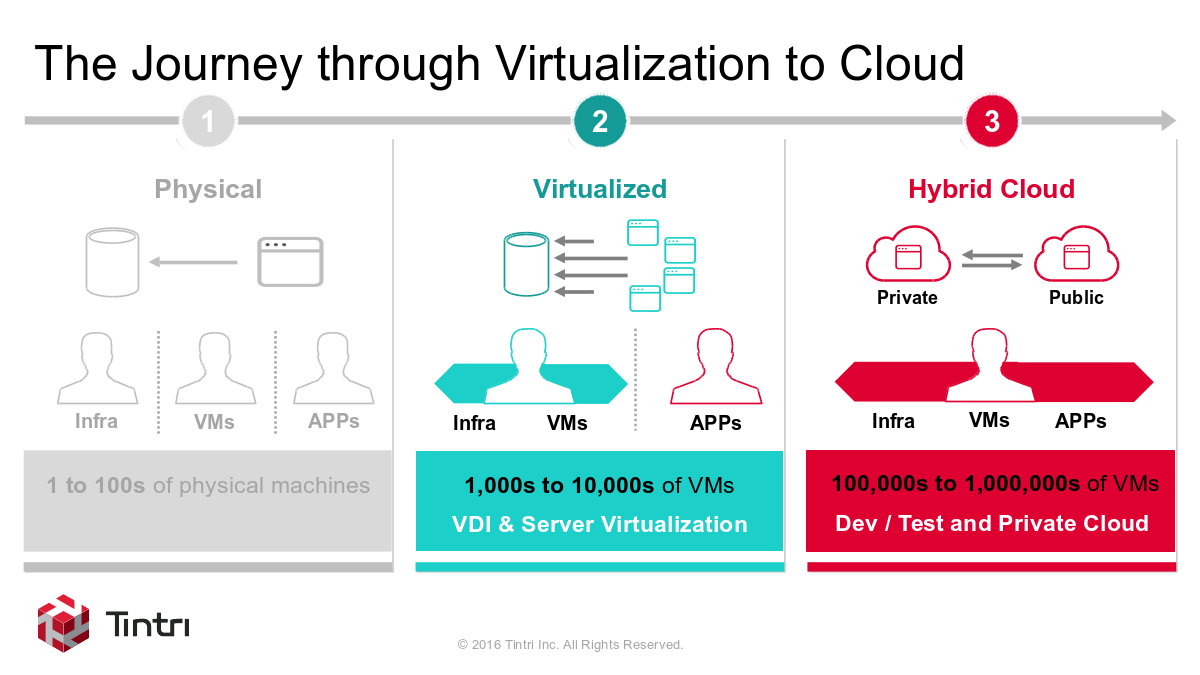 The Journey through Virtualization to Cloud
1
2
3
Physical
Virtualized
Hybrid Cloud
Private
Public
Infra
VMs
APPs
Infra
VMs
APPs
Infra
VMs
APPs
1 to 100s of physical machines
1,000s to 10,000s of VMs
VDI & Server Virtualization
100,000s to 1,000,000s of VMs
Dev / Test and Private Cloud
Tintri
© 2016 Tintri Inc. All Rights Reserved.